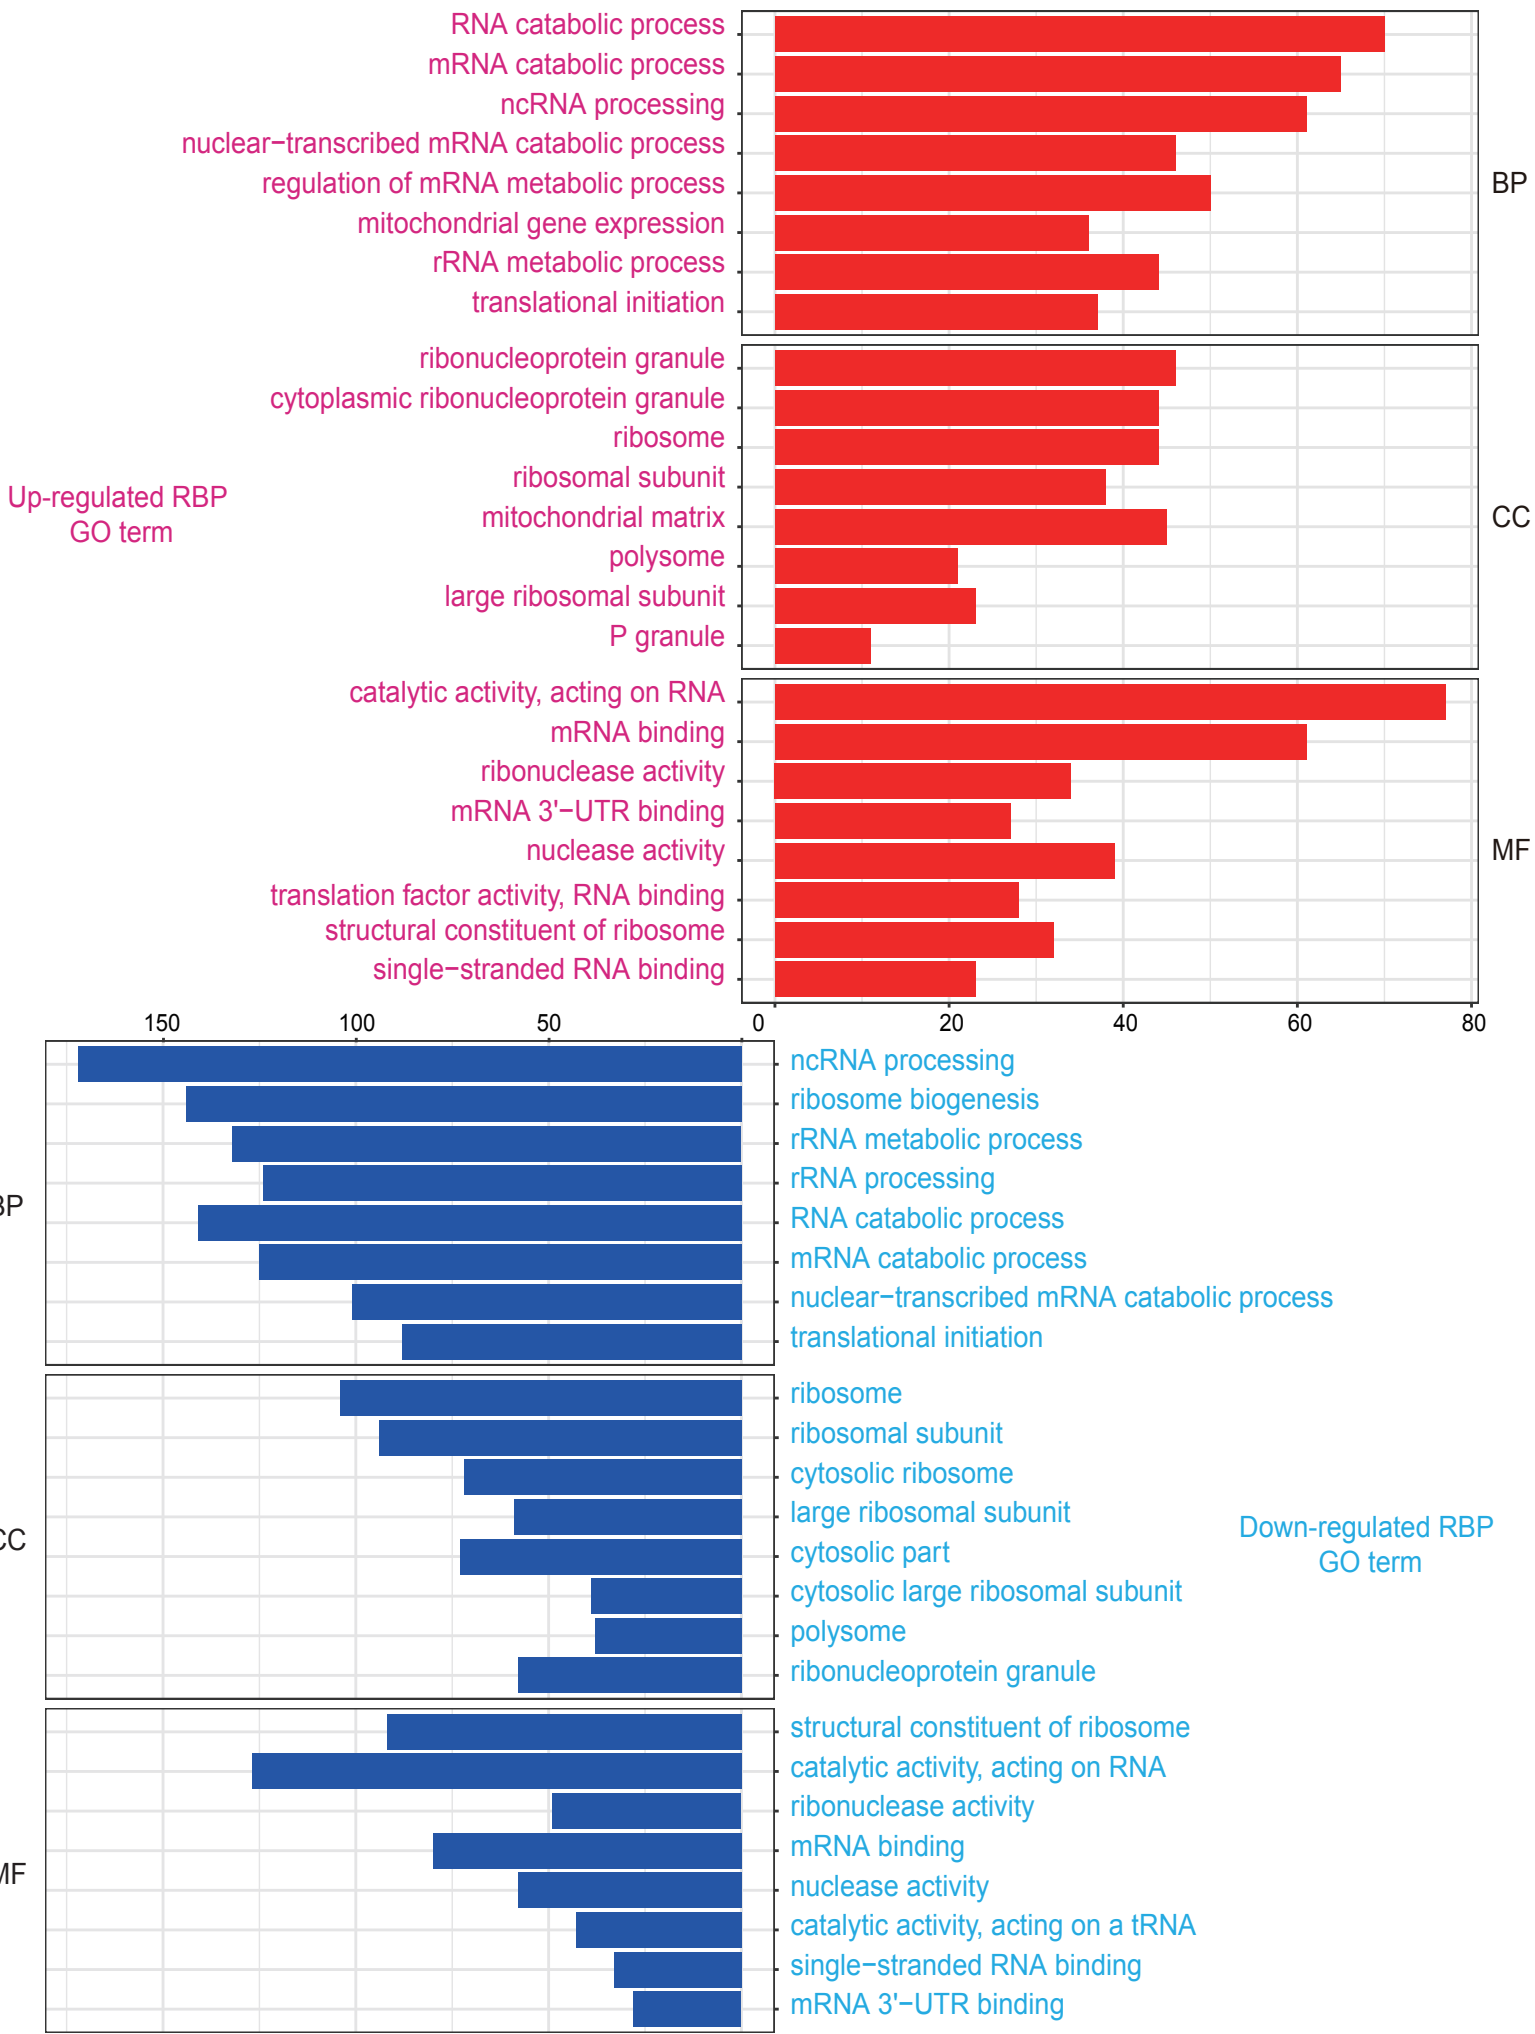 RNA catabolic process
mRNA catabolic process
ncRNA processing
nuclear−transcribed mRNA catabolic process
regulation of mRNA metabolic process
mitochondrial gene expression
rRNA metabolic process
translational initiation
BP
ribonucleoprotein granule
cytoplasmic ribonucleoprotein granule
ribosome
ribosomal subunit
mitochondrial matrix
polysome
large ribosomal subunit
P granule
CC
Up-regulated RBP
GO term
catalytic activity, acting on RNA
mRNA binding
ribonuclease activity
mRNA 3'−UTR binding
nuclease activity
translation factor activity, RNA binding
structural constituent of ribosome
single−stranded RNA binding
MF
150 100 50 0 20 40 60 80
ncRNA processing
ribosome biogenesis
rRNA metabolic process
rRNA processing
RNA catabolic process
mRNA catabolic process
nuclear−transcribed mRNA catabolic process
translational initiation
BP
ribosome
ribosomal subunit
cytosolic ribosome
large ribosomal subunit
cytosolic part
cytosolic large ribosomal subunit
polysome
ribonucleoprotein granule
CC
Down-regulated RBP
GO term
structural constituent of ribosome
catalytic activity, acting on RNA
ribonuclease activity
mRNA binding
nuclease activity
catalytic activity, acting on a tRNA
single−stranded RNA binding
mRNA 3'−UTR binding
MF